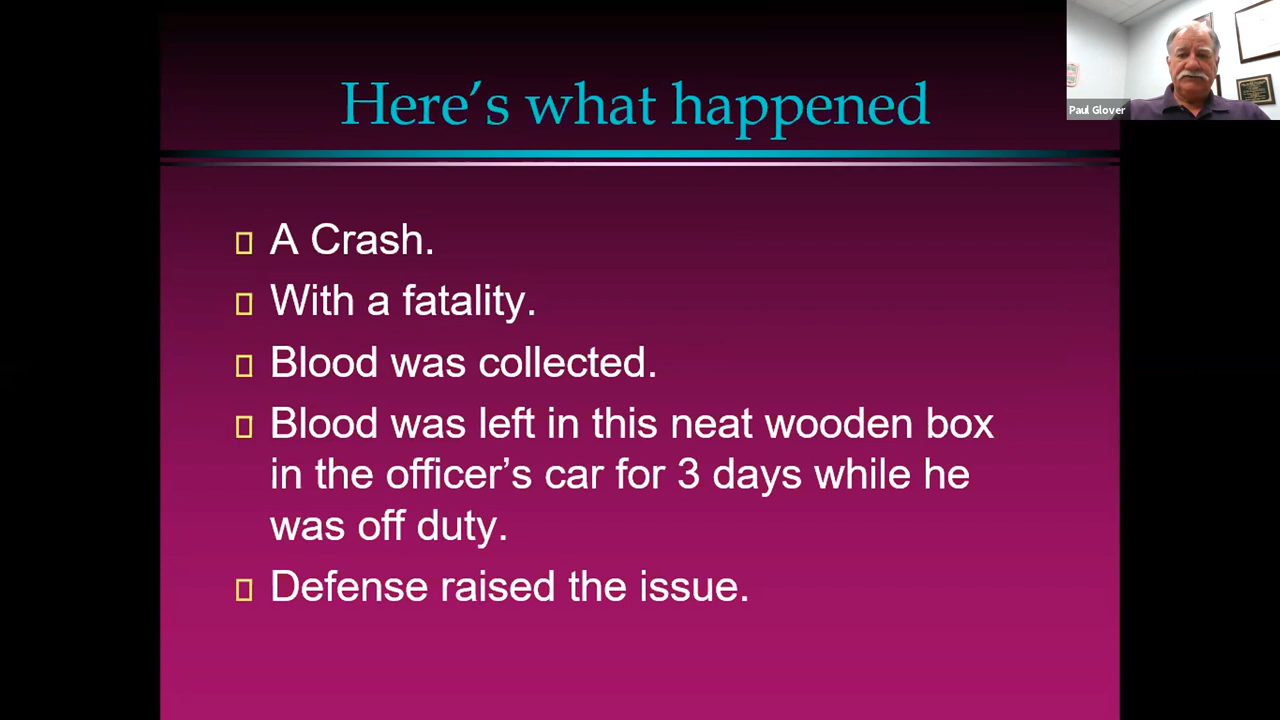 Here's what happened
Paul Glover
A Crash.
With a fatality.
Blood was collected.
Blood was left in this neat wooden box
in the officer's car for 3 days while he
was off duty.
Defense raised the issue.